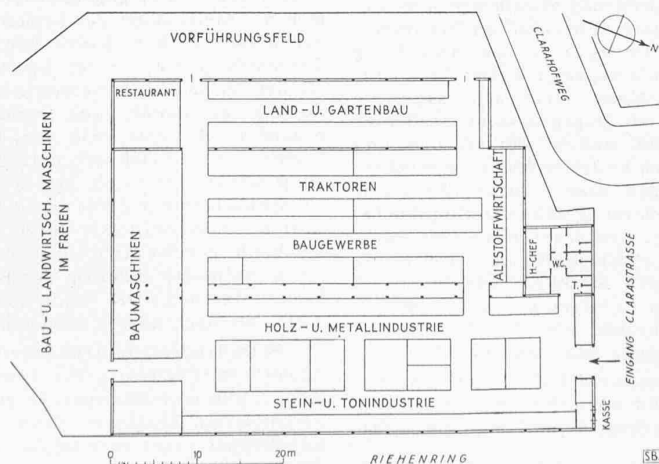 VORFÜHRUNGSFELD
CLARAHOFWEG
N
RESTAURANT
LAND-U. GARTENBAU
BAU-U. LANDWIRTSCH. MASCHINEN
IM FREIEN
BAUMASCHINEN
TRAKTOREN
ALTSTOFFWIRTSCHAFT
BAUGEWERBE
H.-CHEF
WC.
T.
EINGANG CLARASTRASSE
HOLZ-U. METALLINDUSTRIE
STEIN-U. TONINDUSTRIE
KASSE
0 10 20m
RIEHENRING
SB